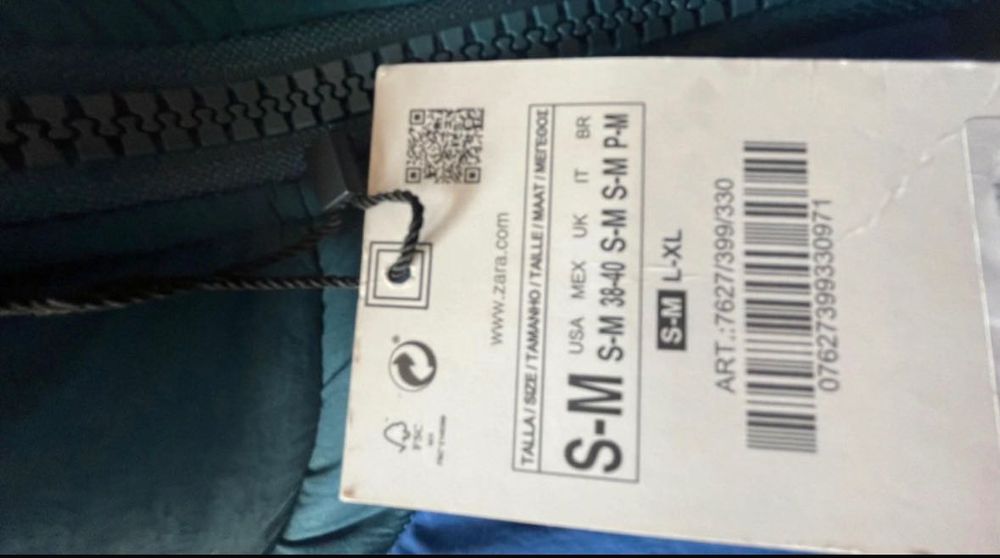 www.zara.com
TALLA / SIZE / TAMANHO / TAILLE / MAAT / ΜΕΓΕΘΟΣ
USA MEX UK IT BR
S-M S-M 38-40 S-M S-M P-M
S-M L-XL
ART.:7627/399/330
07627399330971
FSC